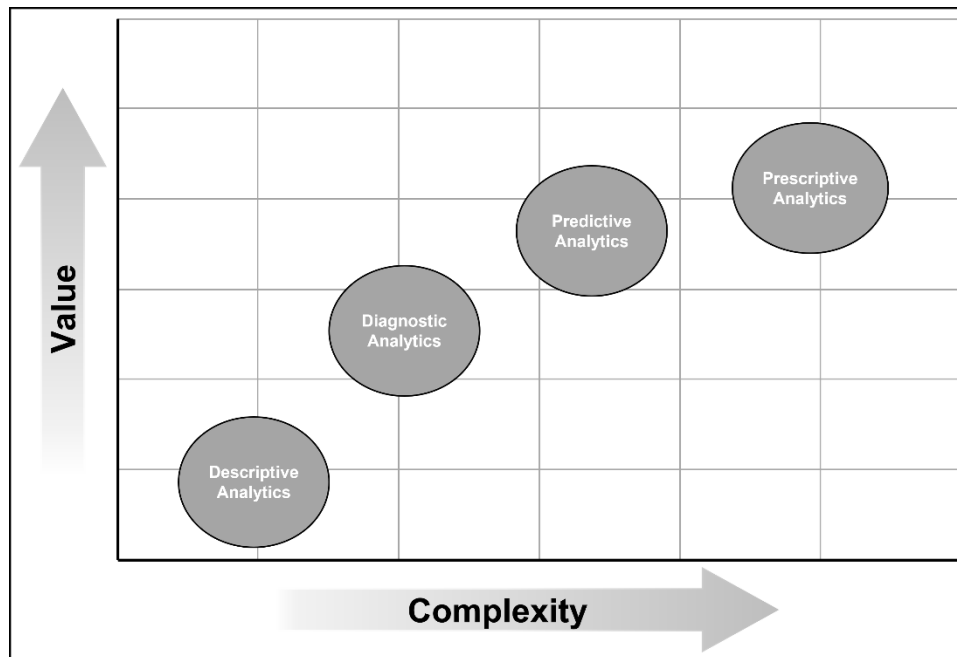 Prescriptive
Analytics
Predictive
Analytics
Diagnostic
Analytics
Descriptive
Analytics
Value
Complexity